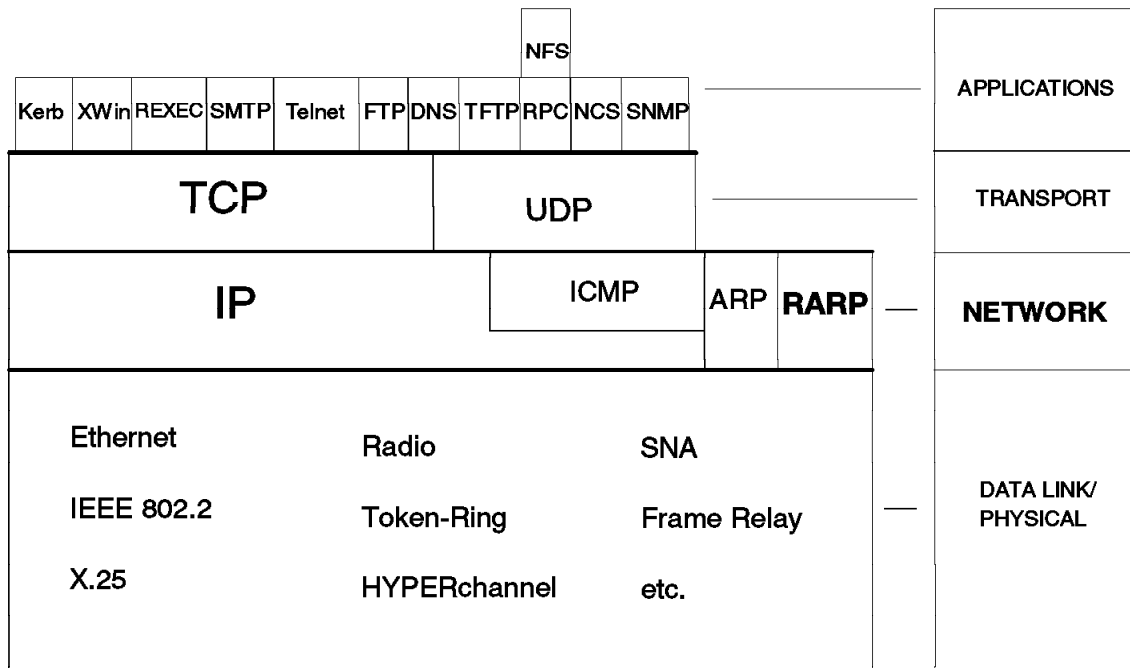 NFS
APPLICATIONS
Kerb XWin REXEC SMTP Telnet FTP DNS TFTP RPC NCS SNMP
TCP UDP TRANSPORT
IP ICMP ARP RARP NETWORK
Ethernet Radio SNA
IEEE 802.2 Token-Ring Frame Relay
DATA LINK/
PHYSICAL
X.25 HYPERchannel etc.